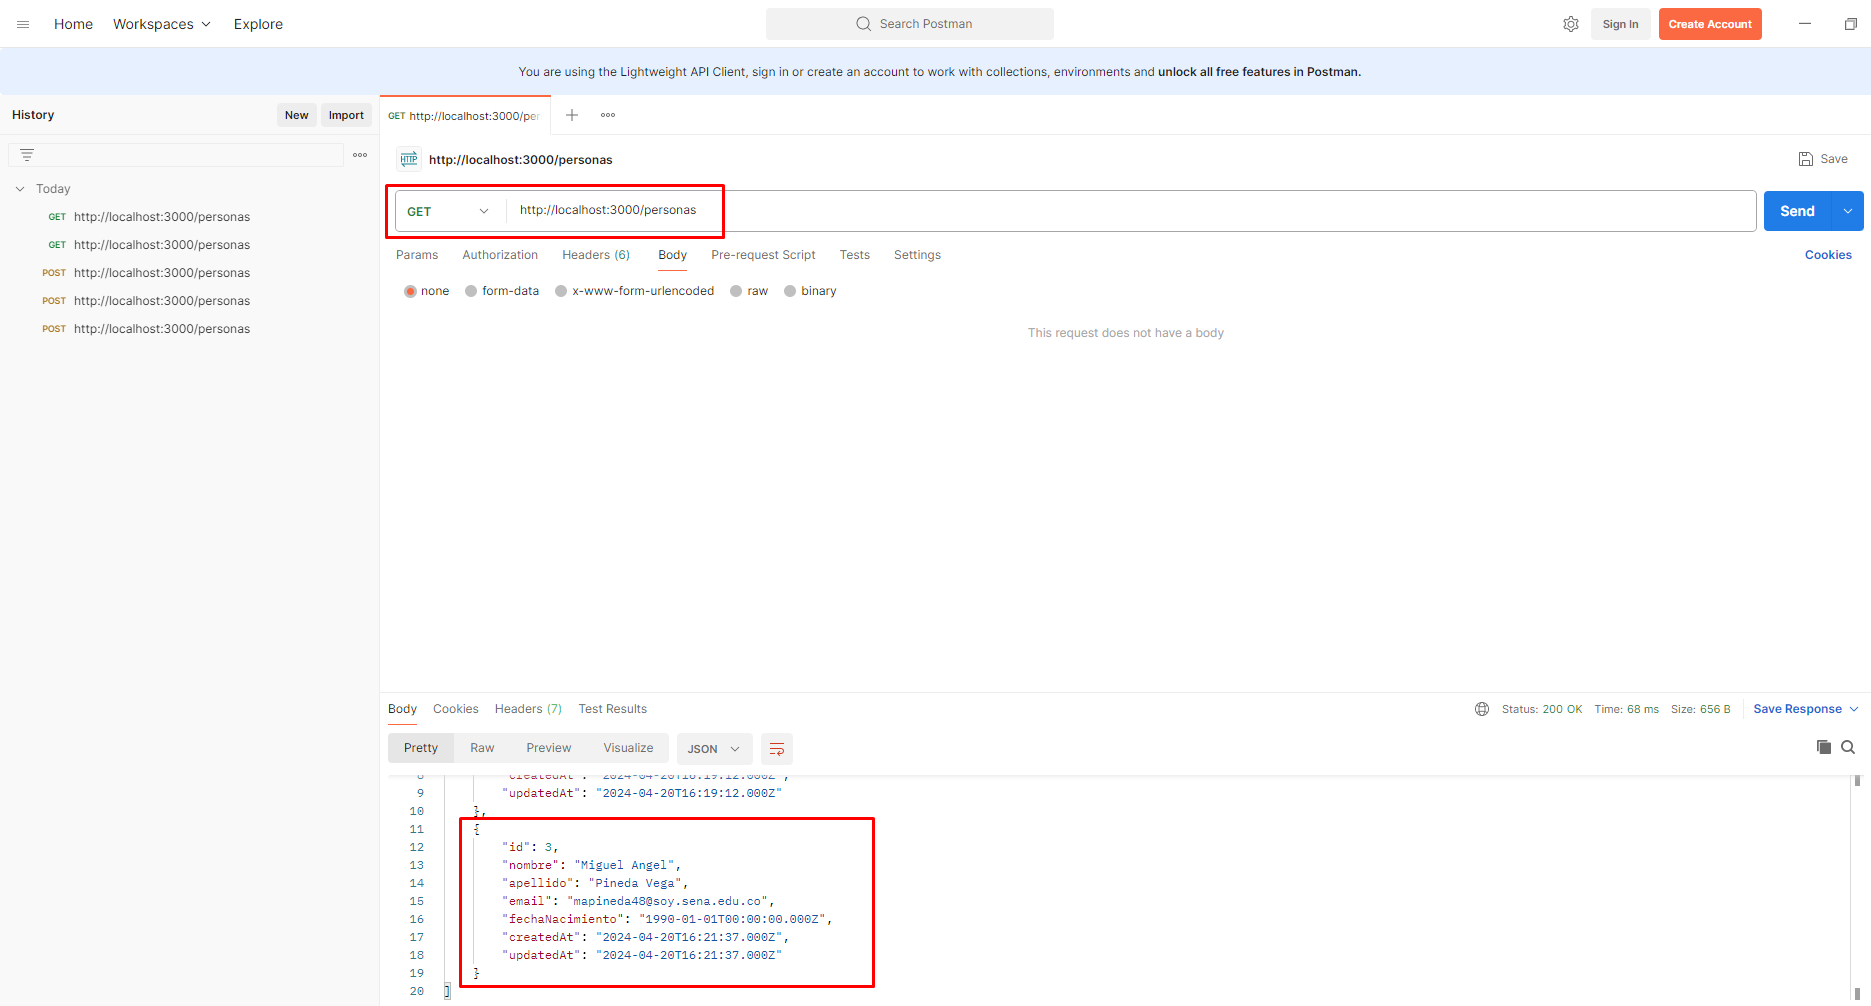 Home Workspaces Explore Search Postman Sign In Create Account
You are using the Lightweight API Client, sign in or create an account to work with collections, environments and unlock all free features in Postman.
History New Import
GET http://localhost:3000/per
HTTP http://localhost:3000/personas Save
Today
GET http://localhost:3000/personas
GET http://localhost:3000/personas
POST http://localhost:3000/personas
POST http://localhost:3000/personas
POST http://localhost:3000/personas
GET http://localhost:3000/personas Send
Params Authorization Headers (6) Body Pre-request Script Tests Settings Cookies
none form-data x-www-form-urlencoded raw binary
This request does not have a body
Body Cookies Headers (7) Test Results Status: 200 OK Time: 68 ms Size: 656 B Save Response
Pretty Raw Preview Visualize JSON
8 "createdAt": "2024-04-20T16:19:12.000Z",
9 "updatedAt": "2024-04-20T16:19:12.000Z"
10 },
11 {
12 "id": 3,
13 "nombre": "Miguel Angel",
14 "apellido": "Pineda Vega",
15 "email": "mapineda48@soy.sena.edu.co",
16 "fechaNacimiento": "1990-01-01T00:00:00.000Z",
17 "createdAt": "2024-04-20T16:21:37.000Z",
18 "updatedAt": "2024-04-20T16:21:37.000Z"
19 }
20 ]